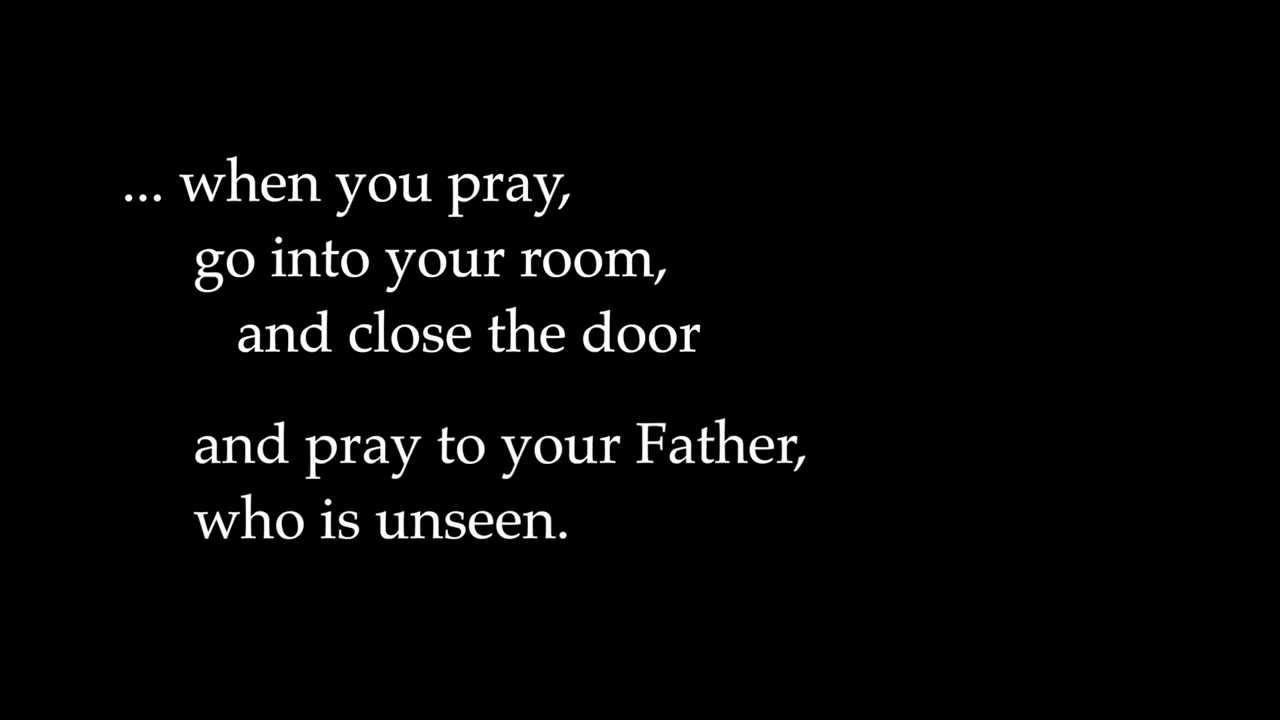 ... when you pray,
go into your room,
and close the door
and pray to your Father,
who is unseen.